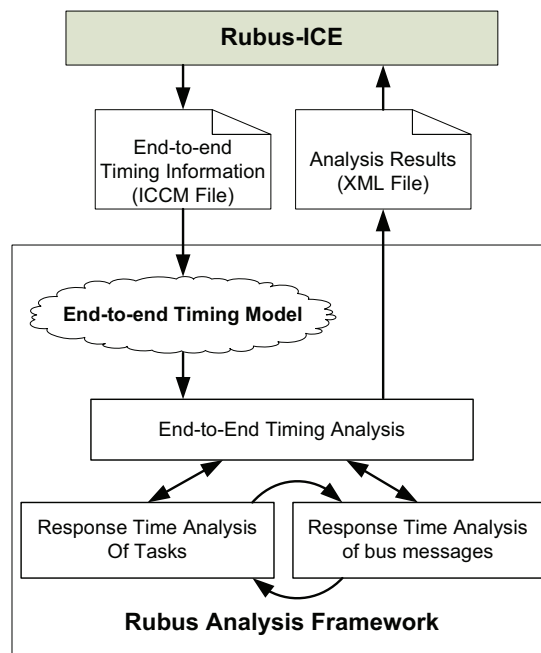 Rubus-ICE
End-to-end
Timing Information
(ICCM File)
Analysis Results
(XML File)
End-to-end Timing Model
End-to-End Timing Analysis
Response Time Analysis
Of Tasks
Response Time Analysis
of bus messages
Rubus Analysis Framework